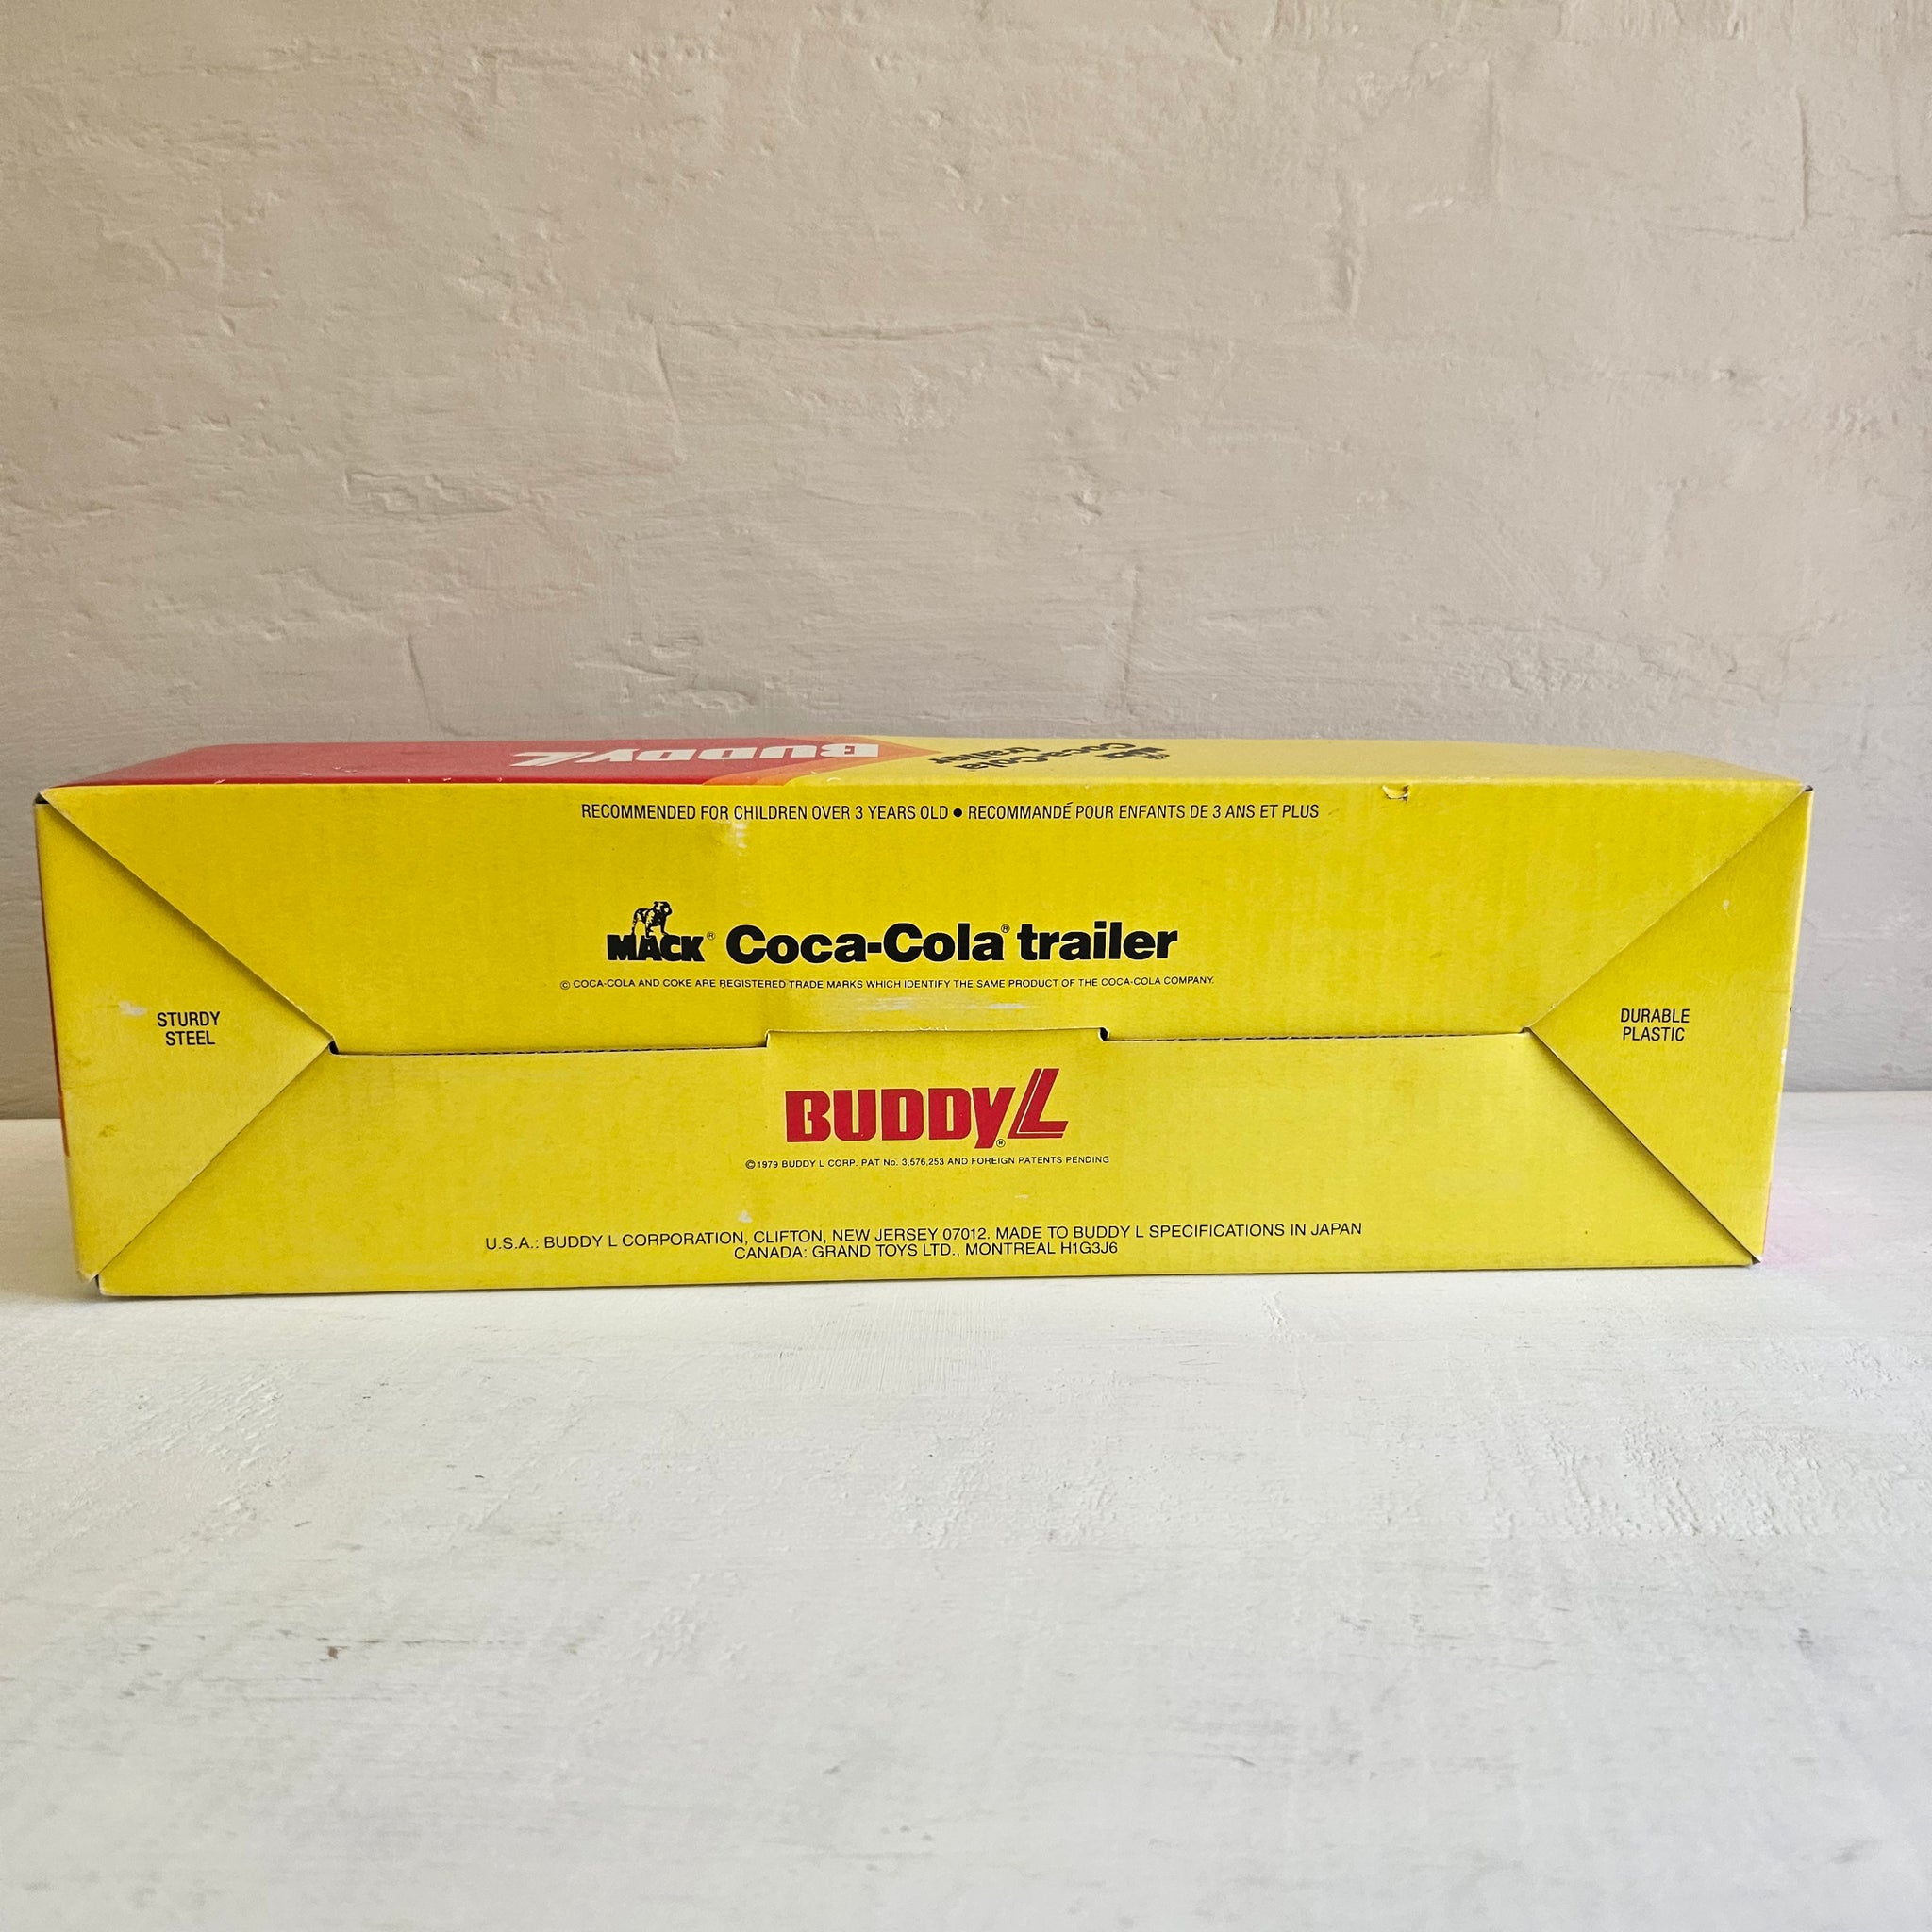 BUDDY L
Coca-Cola
trailer
RECOMMENDED FOR CHILDREN OVER 3 YEARS OLD ● RECOMMANDÉ POUR ENFANTS DE 3 ANS ET PLUS
MACK® Coca-Cola® trailer
© COCA-COLA AND COKE ARE REGISTERED TRADE MARKS WHICH IDENTIFY THE SAME PRODUCT OF THE COCA-COLA COMPANY.
STURDY
STEEL
DURABLE
PLASTIC
BUDDY L®
©1979 BUDDY L CORP. PAT No. 3,576,253 AND FOREIGN PATENTS PENDING
U.S.A.: BUDDY L CORPORATION, CLIFTON, NEW JERSEY 07012. MADE TO BUDDY L SPECIFICATIONS IN JAPAN
CANADA: GRAND TOYS LTD., MONTREAL H1G3J6